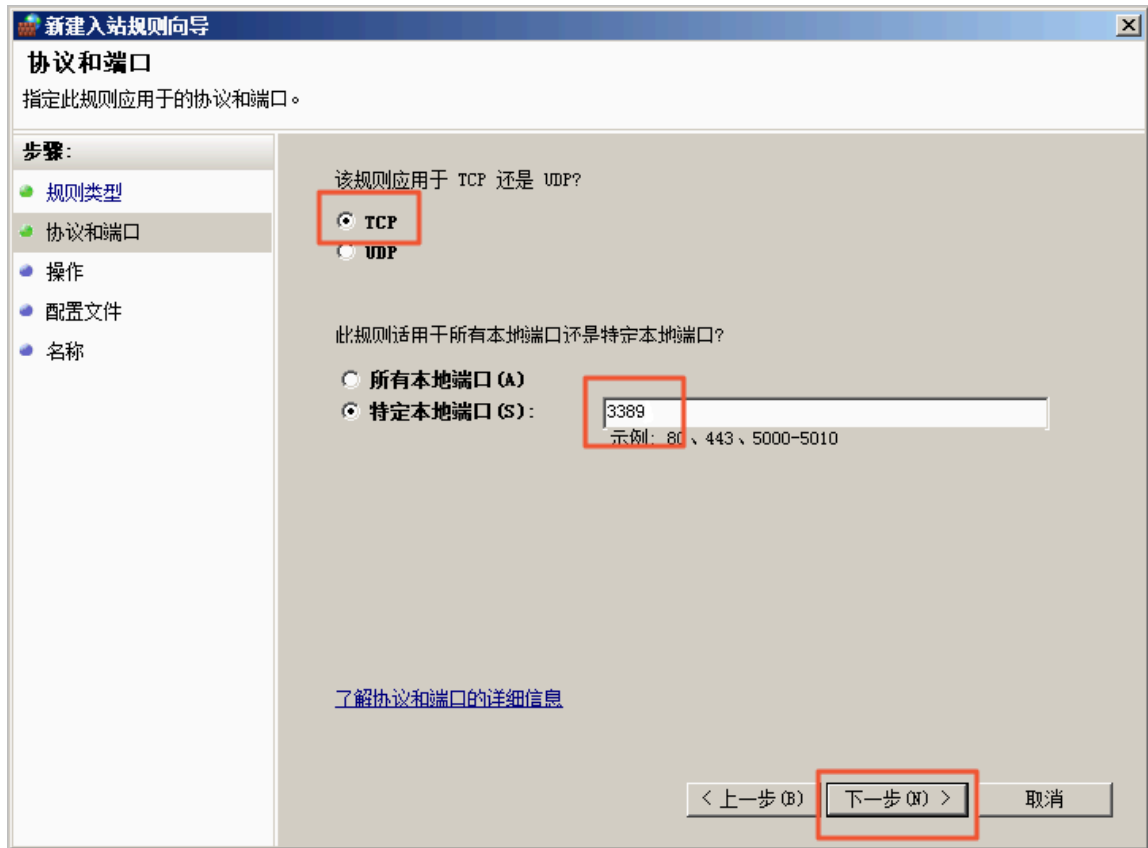 新建入站规则向导
协议和端口
指定此规则应用于的协议和端口。
步骤:
规则类型
协议和端口
操作
配置文件
名称
该规则应用于 TCP 还是 UDP?
TCP
UDP
此规则适用于所有本地端口还是特定本地端口?
所有本地端口(A)
特定本地端口(S): 3389
示例: 80、443、5000-5010
了解协议和端口的详细信息
< 上一步(B) 下一步(N) > 取消